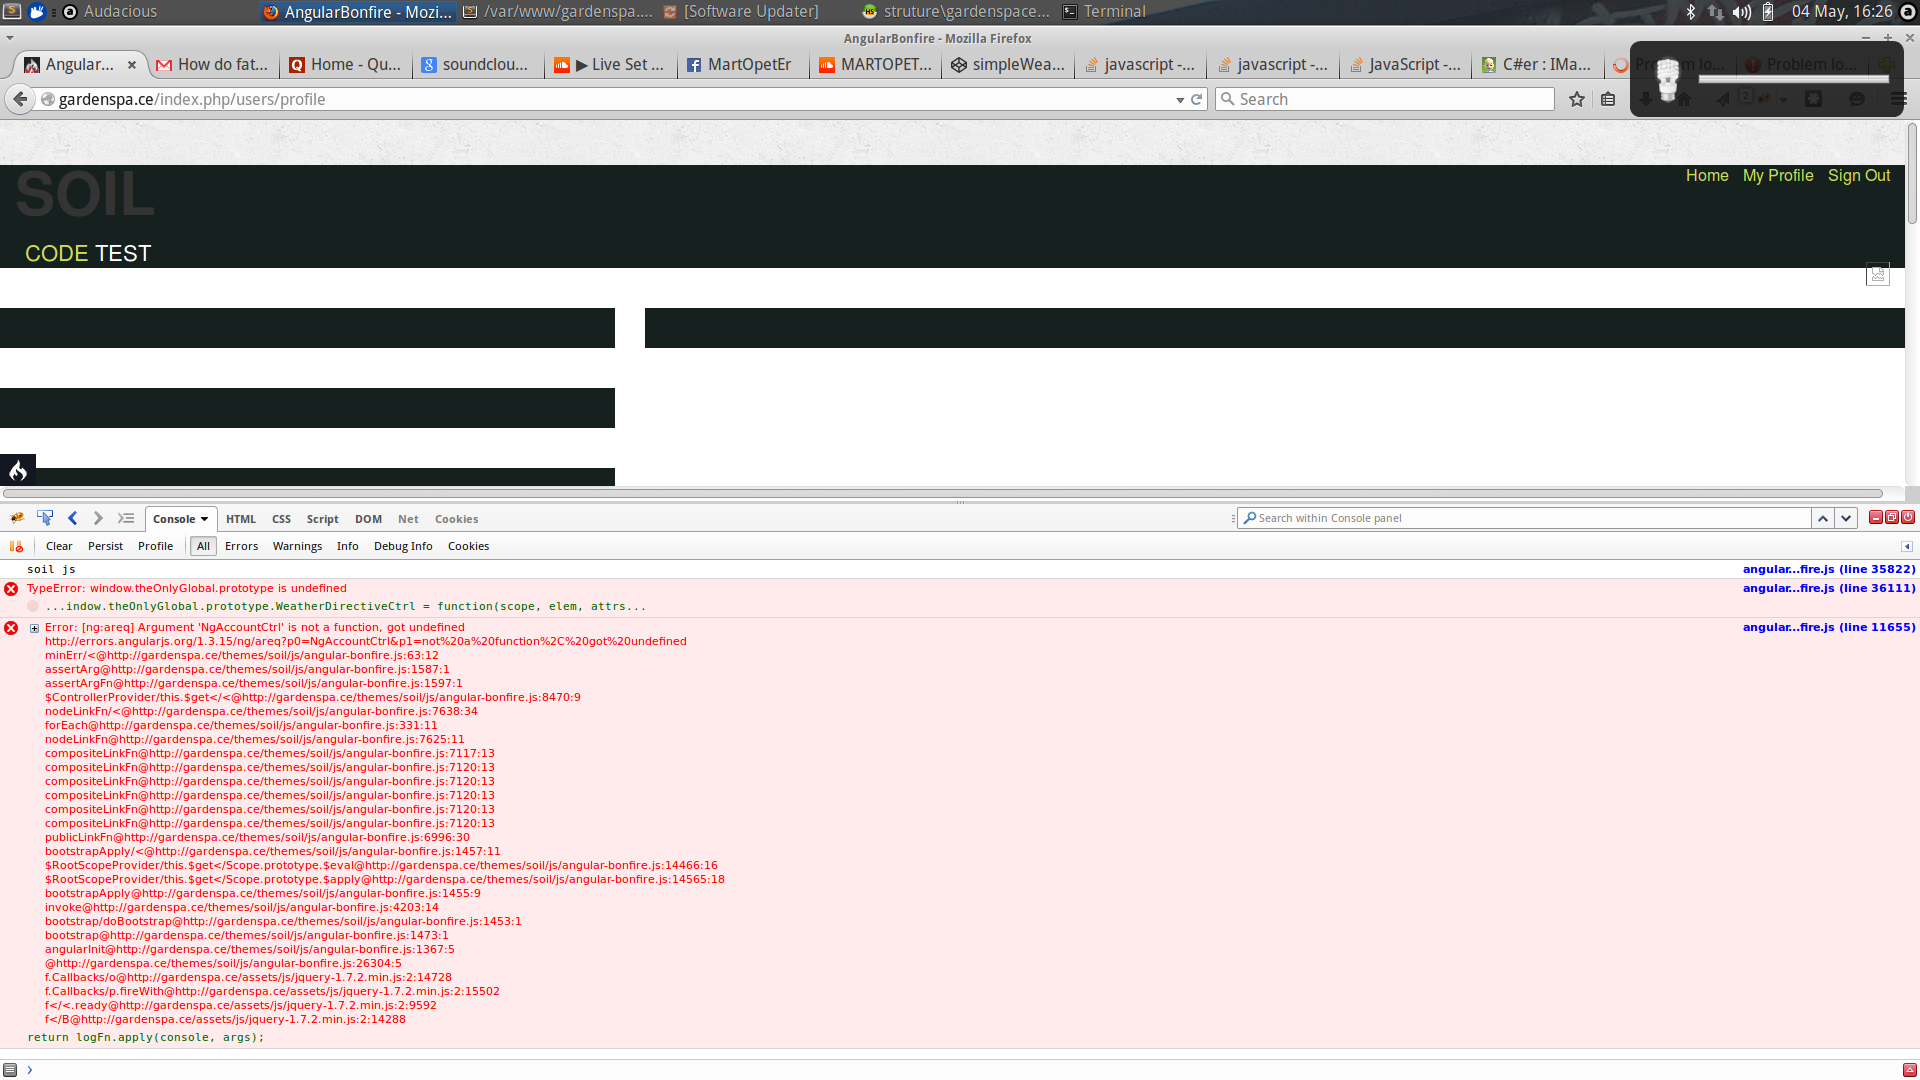 Audacious
AngularBonfire - Mozi...
/var/www/gardenspa....
[Software Updater]
struture\gardenspace...
Terminal
04 May, 16:26
AngularBonfire - Mozilla Firefox
Angular...
How do fat...
Home - Qu...
soundclou...
▶ Live Set ...
MartOpetEr
MARTOPET...
simpleWea...
javascript -...
javascript -...
JavaScript -...
C#er : IMa...
Problem lo...
Problem lo...
gardenspa.ce/index.php/users/profile
Search
2
SOIL
Home My Profile Sign Out
CODE TEST
Console HTML CSS Script DOM Net Cookies
Search within Console panel
Clear Persist Profile All Errors Warnings Info Debug Info Cookies
soil js
angular...fire.js (line 35822)
TypeError: window.theOnlyGlobal.prototype is undefined
angular...fire.js (line 36111)
...indow.theOnlyGlobal.prototype.WeatherDirectiveCtrl = function(scope, elem, attrs...
Error: [ng:areq] Argument 'NgAccountCtrl' is not a function, got undefined
angular...fire.js (line 11655)
http://errors.angularjs.org/1.3.15/ng/areq?p0=NgAccountCtrl&p1=not%20a%20function%2C%20got%20undefined
minErr/<@http://gardenspa.ce/themes/soil/js/angular-bonfire.js:63:12
assertArg@http://gardenspa.ce/themes/soil/js/angular-bonfire.js:1587:1
assertArgFn@http://gardenspa.ce/themes/soil/js/angular-bonfire.js:1597:1
$ControllerProvider/this.$get</<@http://gardenspa.ce/themes/soil/js/angular-bonfire.js:8470:9
nodeLinkFn/<@http://gardenspa.ce/themes/soil/js/angular-bonfire.js:7638:34
forEach@http://gardenspa.ce/themes/soil/js/angular-bonfire.js:331:11
nodeLinkFn@http://gardenspa.ce/themes/soil/js/angular-bonfire.js:7625:11
compositeLinkFn@http://gardenspa.ce/themes/soil/js/angular-bonfire.js:7117:13
compositeLinkFn@http://gardenspa.ce/themes/soil/js/angular-bonfire.js:7120:13
compositeLinkFn@http://gardenspa.ce/themes/soil/js/angular-bonfire.js:7120:13
compositeLinkFn@http://gardenspa.ce/themes/soil/js/angular-bonfire.js:7120:13
compositeLinkFn@http://gardenspa.ce/themes/soil/js/angular-bonfire.js:7120:13
compositeLinkFn@http://gardenspa.ce/themes/soil/js/angular-bonfire.js:7120:13
publicLinkFn@http://gardenspa.ce/themes/soil/js/angular-bonfire.js:6996:30
bootstrapApply/<@http://gardenspa.ce/themes/soil/js/angular-bonfire.js:1457:11
$RootScopeProvider/this.$get</Scope.prototype.$eval@http://gardenspa.ce/themes/soil/js/angular-bonfire.js:14466:16
$RootScopeProvider/this.$get</Scope.prototype.$apply@http://gardenspa.ce/themes/soil/js/angular-bonfire.js:14565:18
bootstrapApply@http://gardenspa.ce/themes/soil/js/angular-bonfire.js:1455:9
invoke@http://gardenspa.ce/themes/soil/js/angular-bonfire.js:4203:14
bootstrap/doBootstrap@http://gardenspa.ce/themes/soil/js/angular-bonfire.js:1453:1
bootstrap@http://gardenspa.ce/themes/soil/js/angular-bonfire.js:1473:1
angularInit@http://gardenspa.ce/themes/soil/js/angular-bonfire.js:1367:5
@http://gardenspa.ce/themes/soil/js/angular-bonfire.js:26304:5
f.Callbacks/o@http://gardenspa.ce/assets/js/jquery-1.7.2.min.js:2:14728
f.Callbacks/p.fireWith@http://gardenspa.ce/assets/js/jquery-1.7.2.min.js:2:15502
f</<.ready@http://gardenspa.ce/assets/js/jquery-1.7.2.min.js:2:9592
f</B@http://gardenspa.ce/assets/js/jquery-1.7.2.min.js:2:14288
return logFn.apply(console, args);